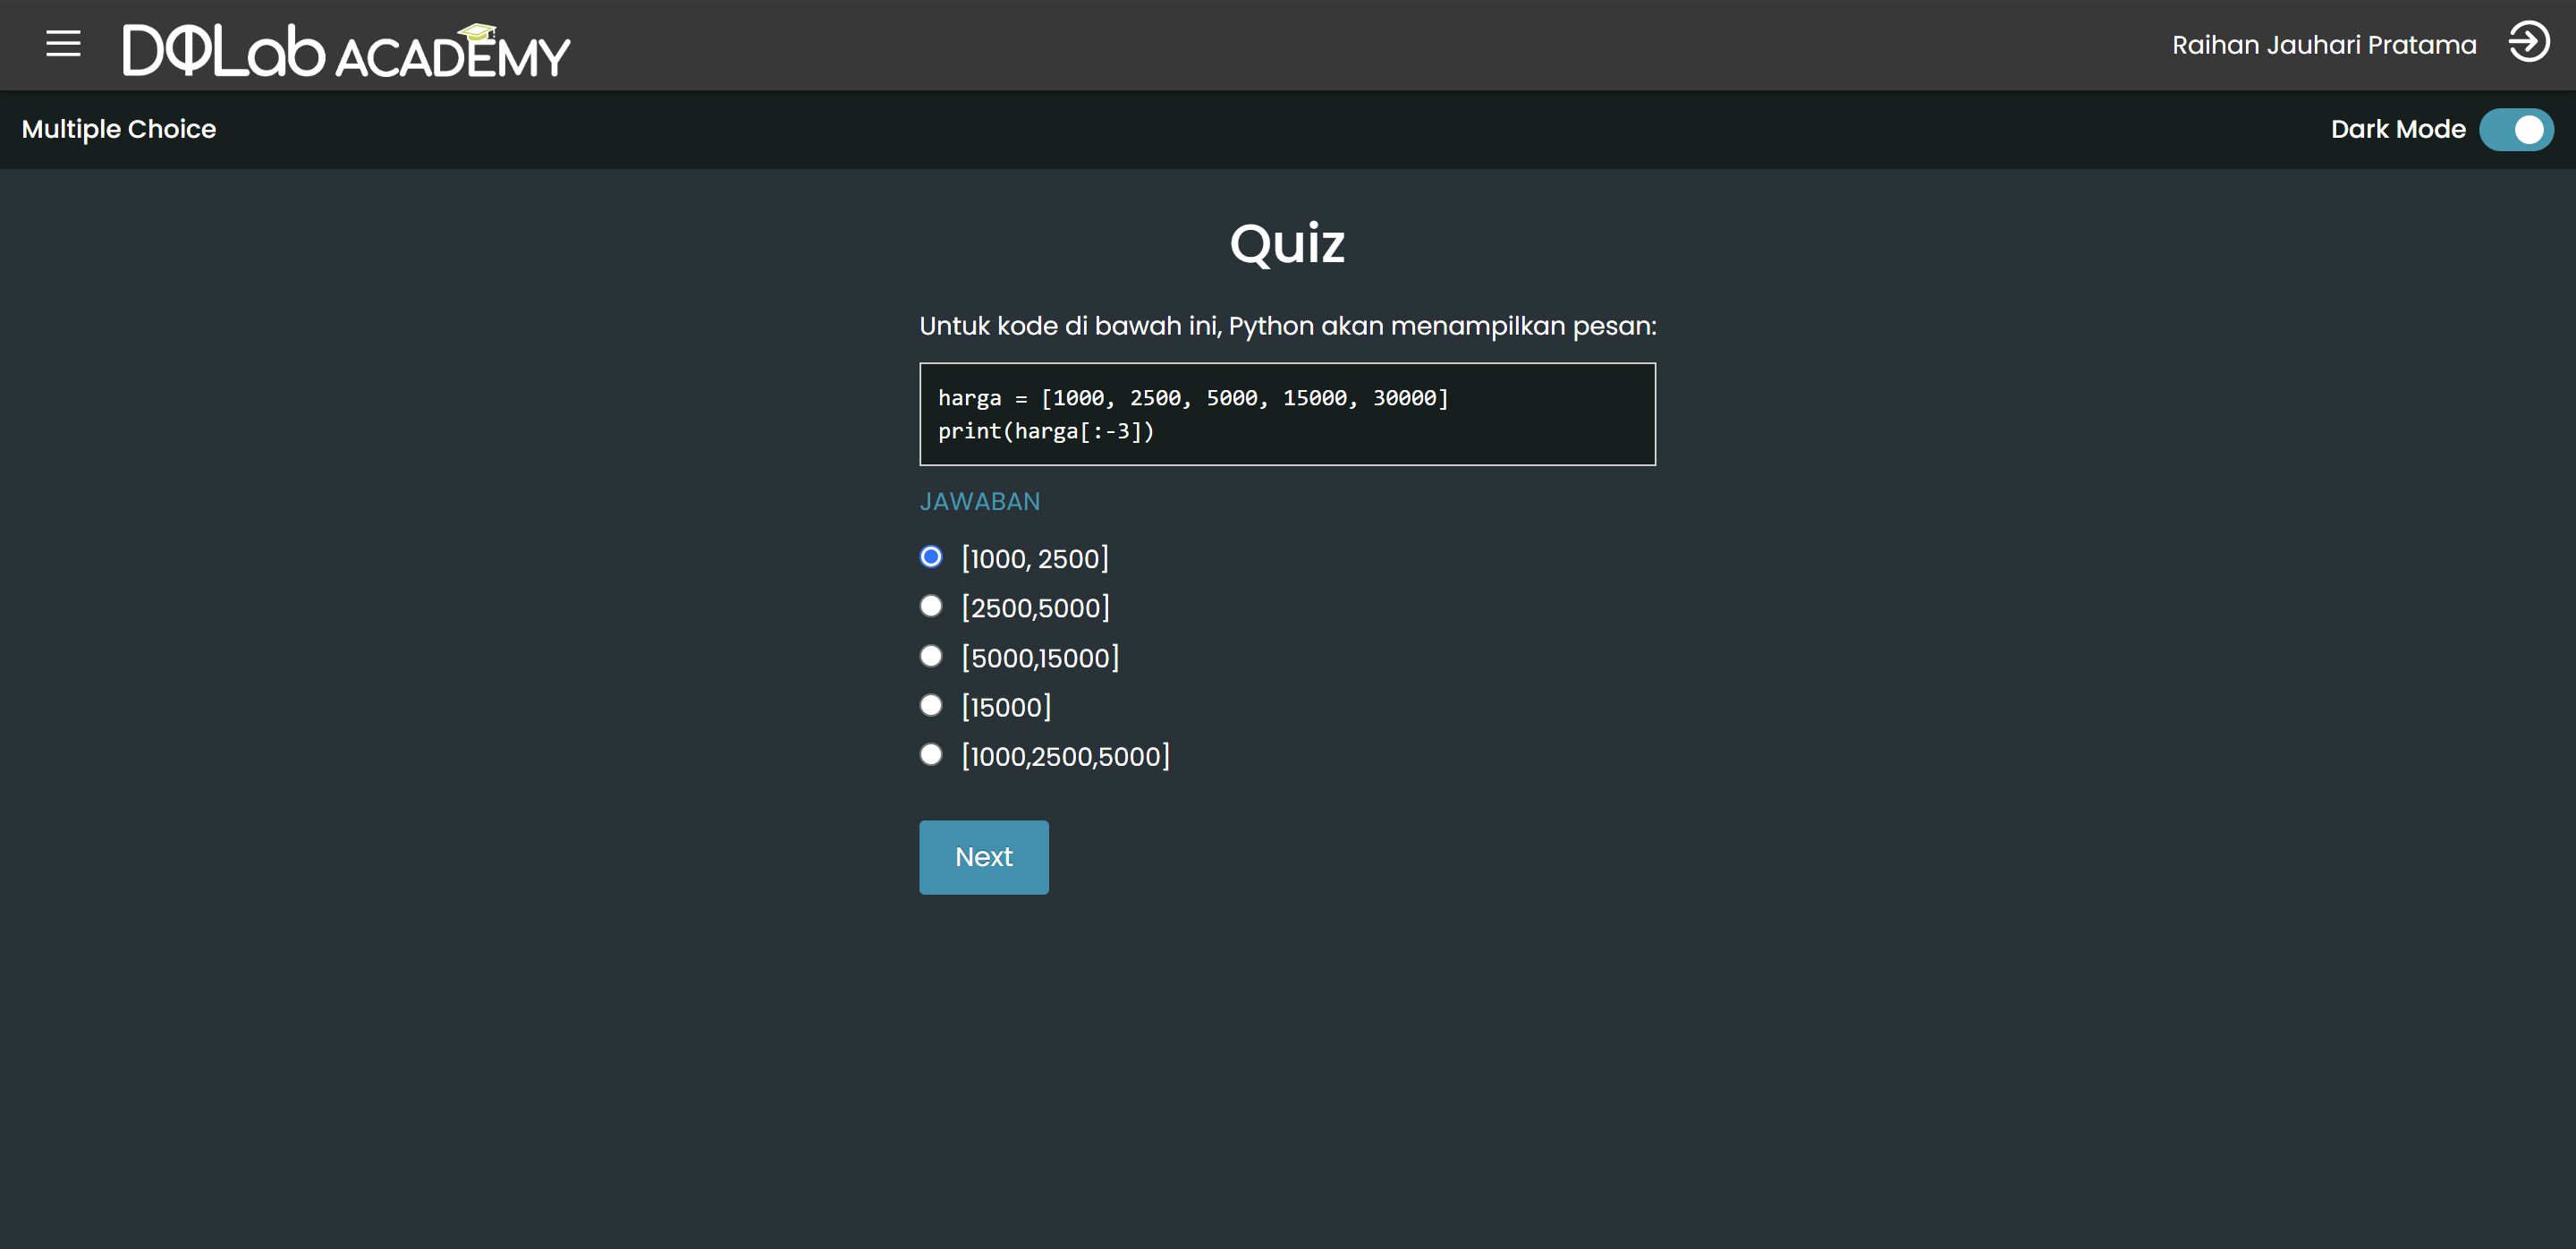 DQLab ACADEMY
Raihan Jauhari Pratama
Multiple Choice
Dark Mode
Quiz
Untuk kode di bawah ini, Python akan menampilkan pesan:
harga = [1000, 2500, 5000, 15000, 30000]
print(harga[:-3])
JAWABAN
[1000, 2500]
[2500,5000]
[5000,15000]
[15000]
[1000,2500,5000]
Next